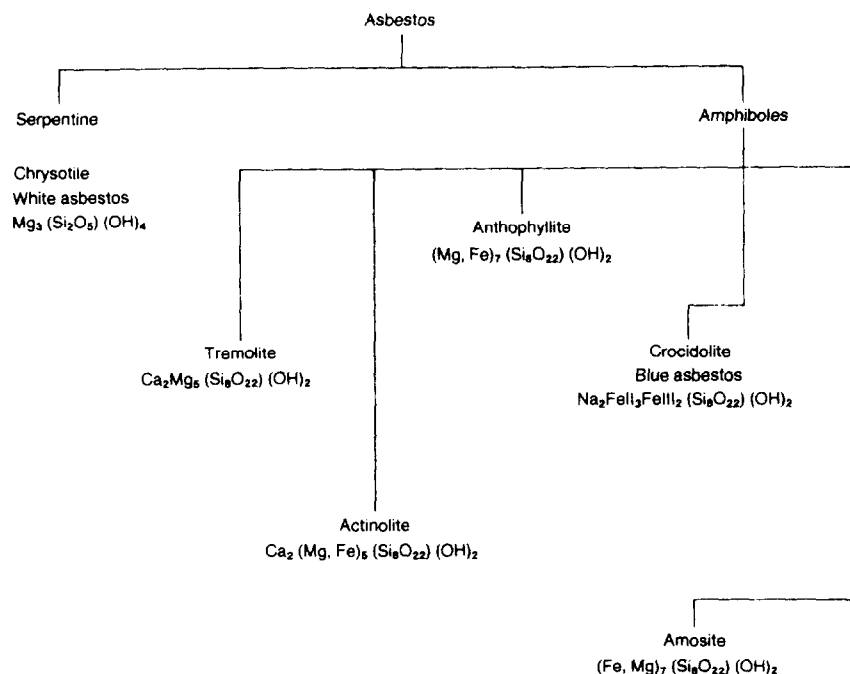 Asbestos
Serpentine
Amphiboles
Chrysotile
White asbestos
Mg₃ (Si₂O₅) (OH)₄
Anthophyllite
(Mg, Fe)₇ (Si₈O₂₂) (OH)₂
Tremolite
Ca₂Mg₅ (Si₈O₂₂) (OH)₂
Crocidolite
Blue asbestos
Na₂FeII₃FeIII₂ (Si₈O₂₂) (OH)₂
Actinolite
Ca₂ (Mg, Fe)₅ (Si₈O₂₂) (OH)₂
Amosite
(Fe, Mg)₇ (Si₈O₂₂) (OH)₂